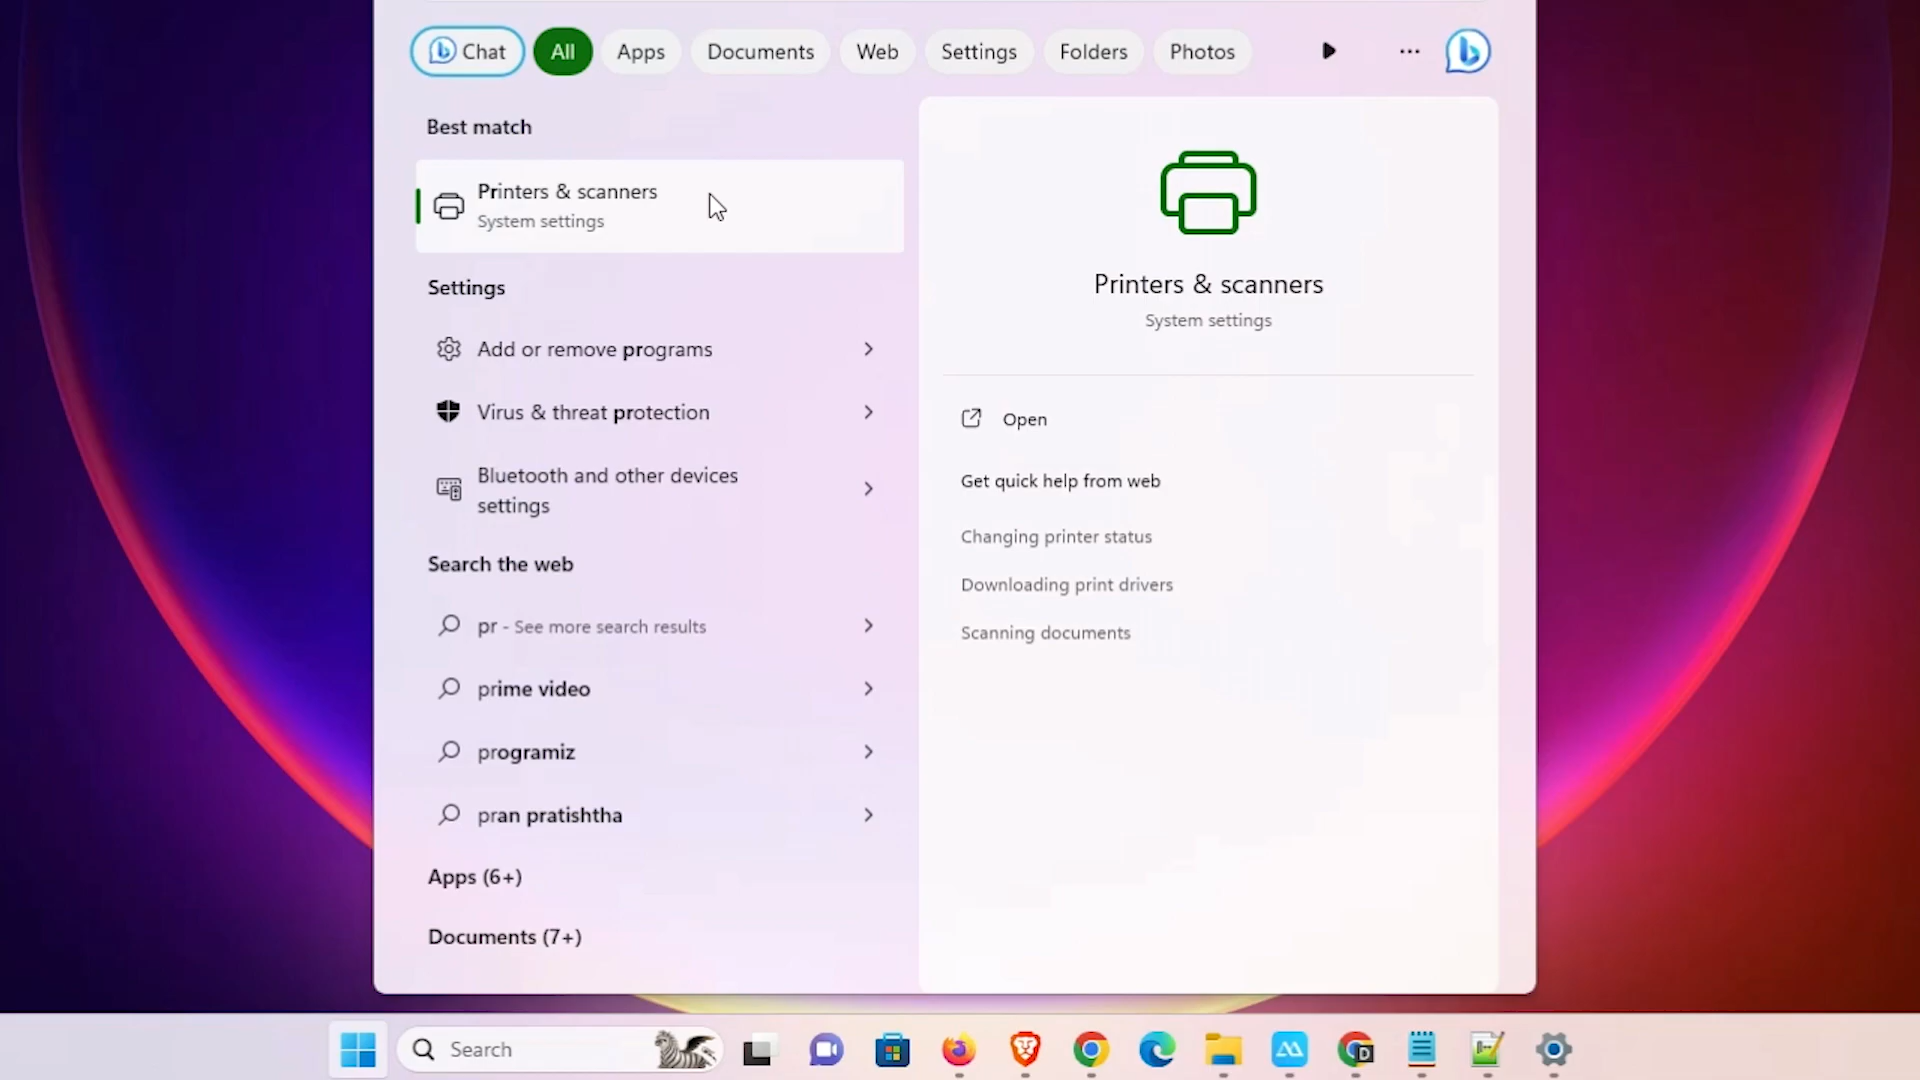 Chat
All
Apps
Documents
Web
Settings
Folders
Photos
Best match
Printers & scanners
System settings
Settings
Add or remove programs
Virus & threat protection
Bluetooth and other devices
settings
Search the web
pr - See more search results
prime video
programiz
pran pratishtha
Apps (6+)
Documents (7+)
Printers & scanners
System settings
Open
Get quick help from web
Changing printer status
Downloading print drivers
Scanning documents
Search
D